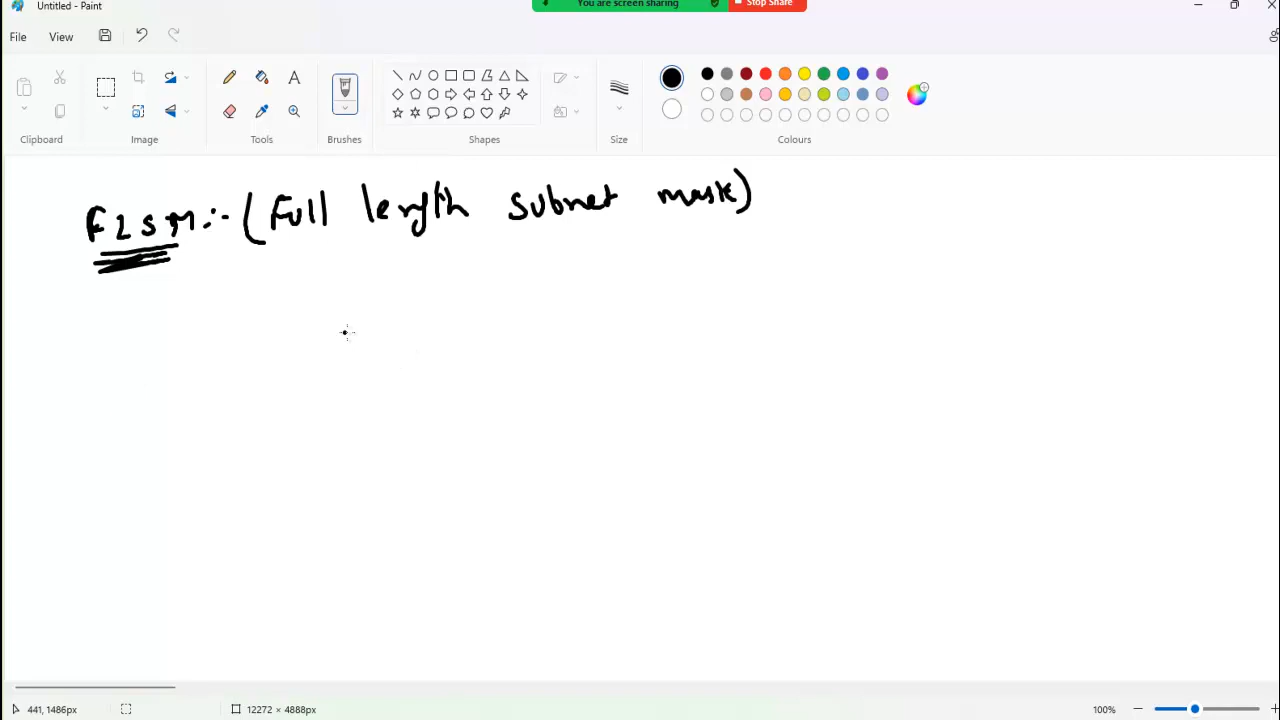 Untitled - Paint
You are screen sharing
Stop Share
File View
Clipboard Image Tools Brushes Shapes Size Colours
FLSM:- (Full length subnet mask)
441, 1486px 12272 × 4888px 100%